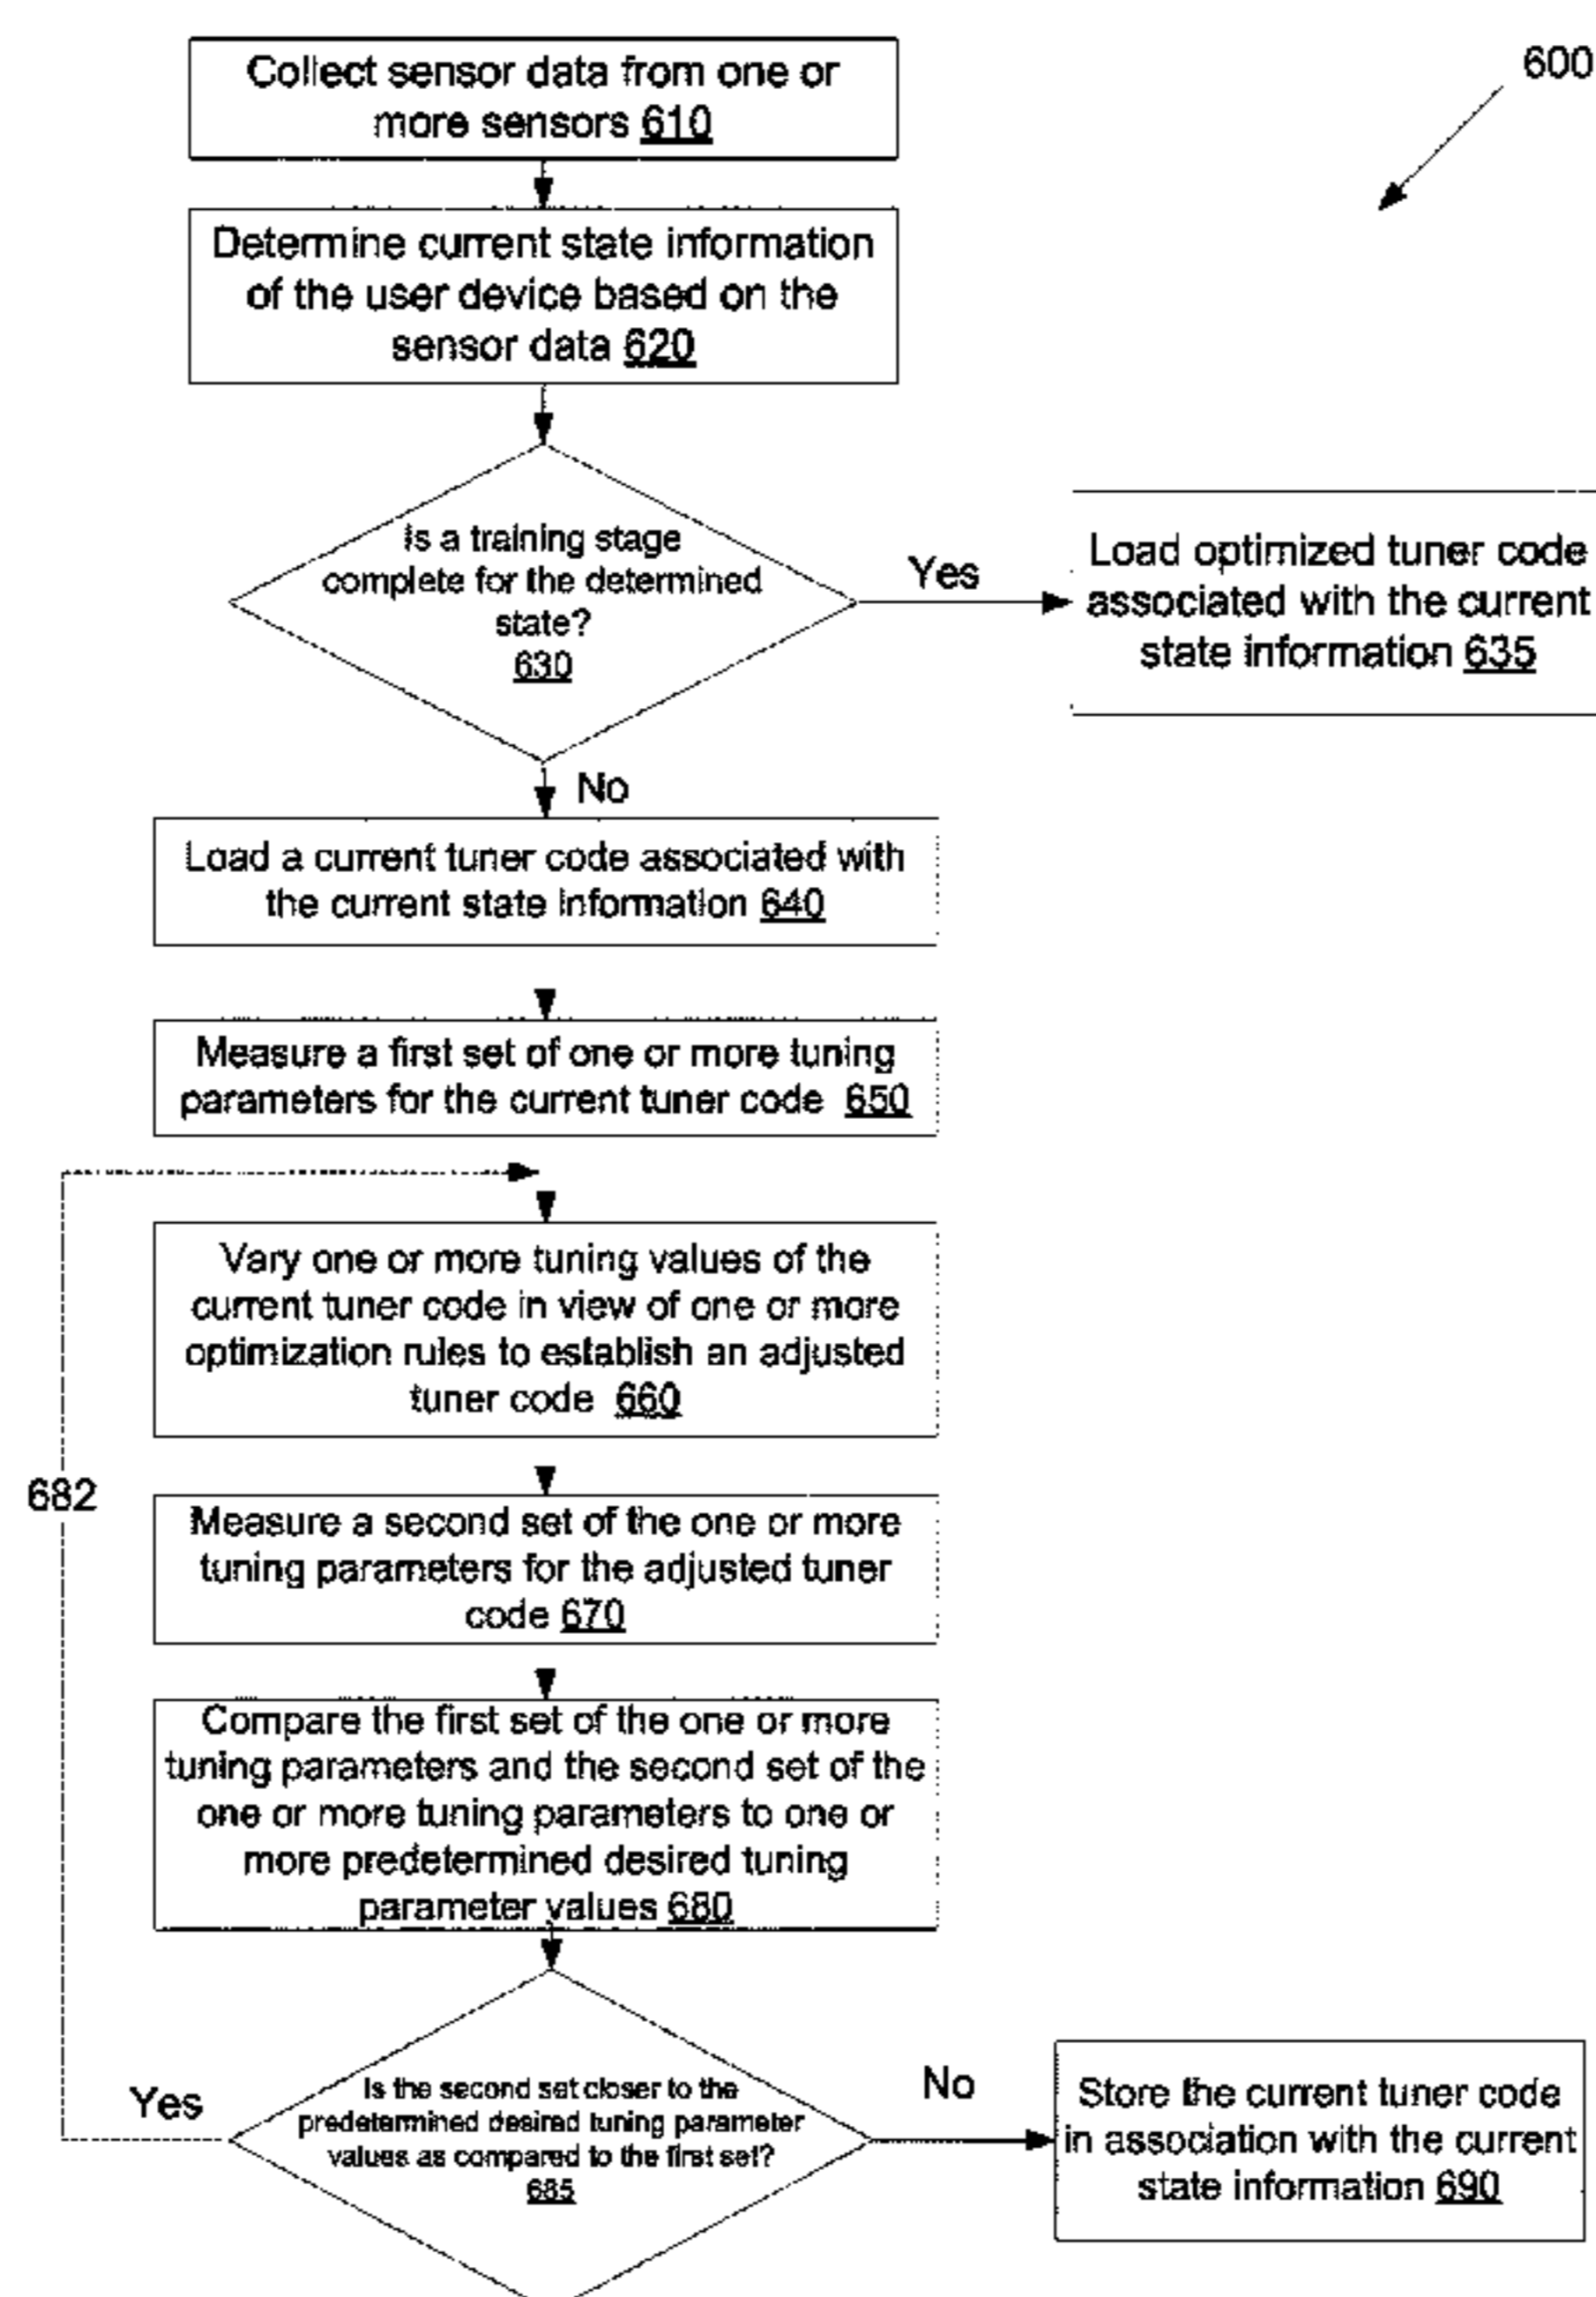 600
Collect sensor data from one or
more sensors 610
Determine current state information
of the user device based on the
sensor data 620
Is a training stage
complete for the determined
state?
630
Yes
Load optimized tuner code
associated with the current
state information 635
No
Load a current tuner code associated with
the current state information 640
Measure a first set of one or more tuning
parameters for the current tuner code 650
Vary one or more tuning values of the
current tuner code in view of one or more
optimization rules to establish an adjusted
tuner code 660
682
Measure a second set of the one or more
tuning parameters for the adjusted tuner
code 670
Compare the first set of the one or more
tuning parameters and the second set of the
one or more tuning parameters to one or
more predetermined desired tuning
parameter values 680
Yes
Is the second set closer to the
predetermined desired tuning parameter
values as compared to the first set?
685
No
Store the current tuner code
in association with the current
state information 690